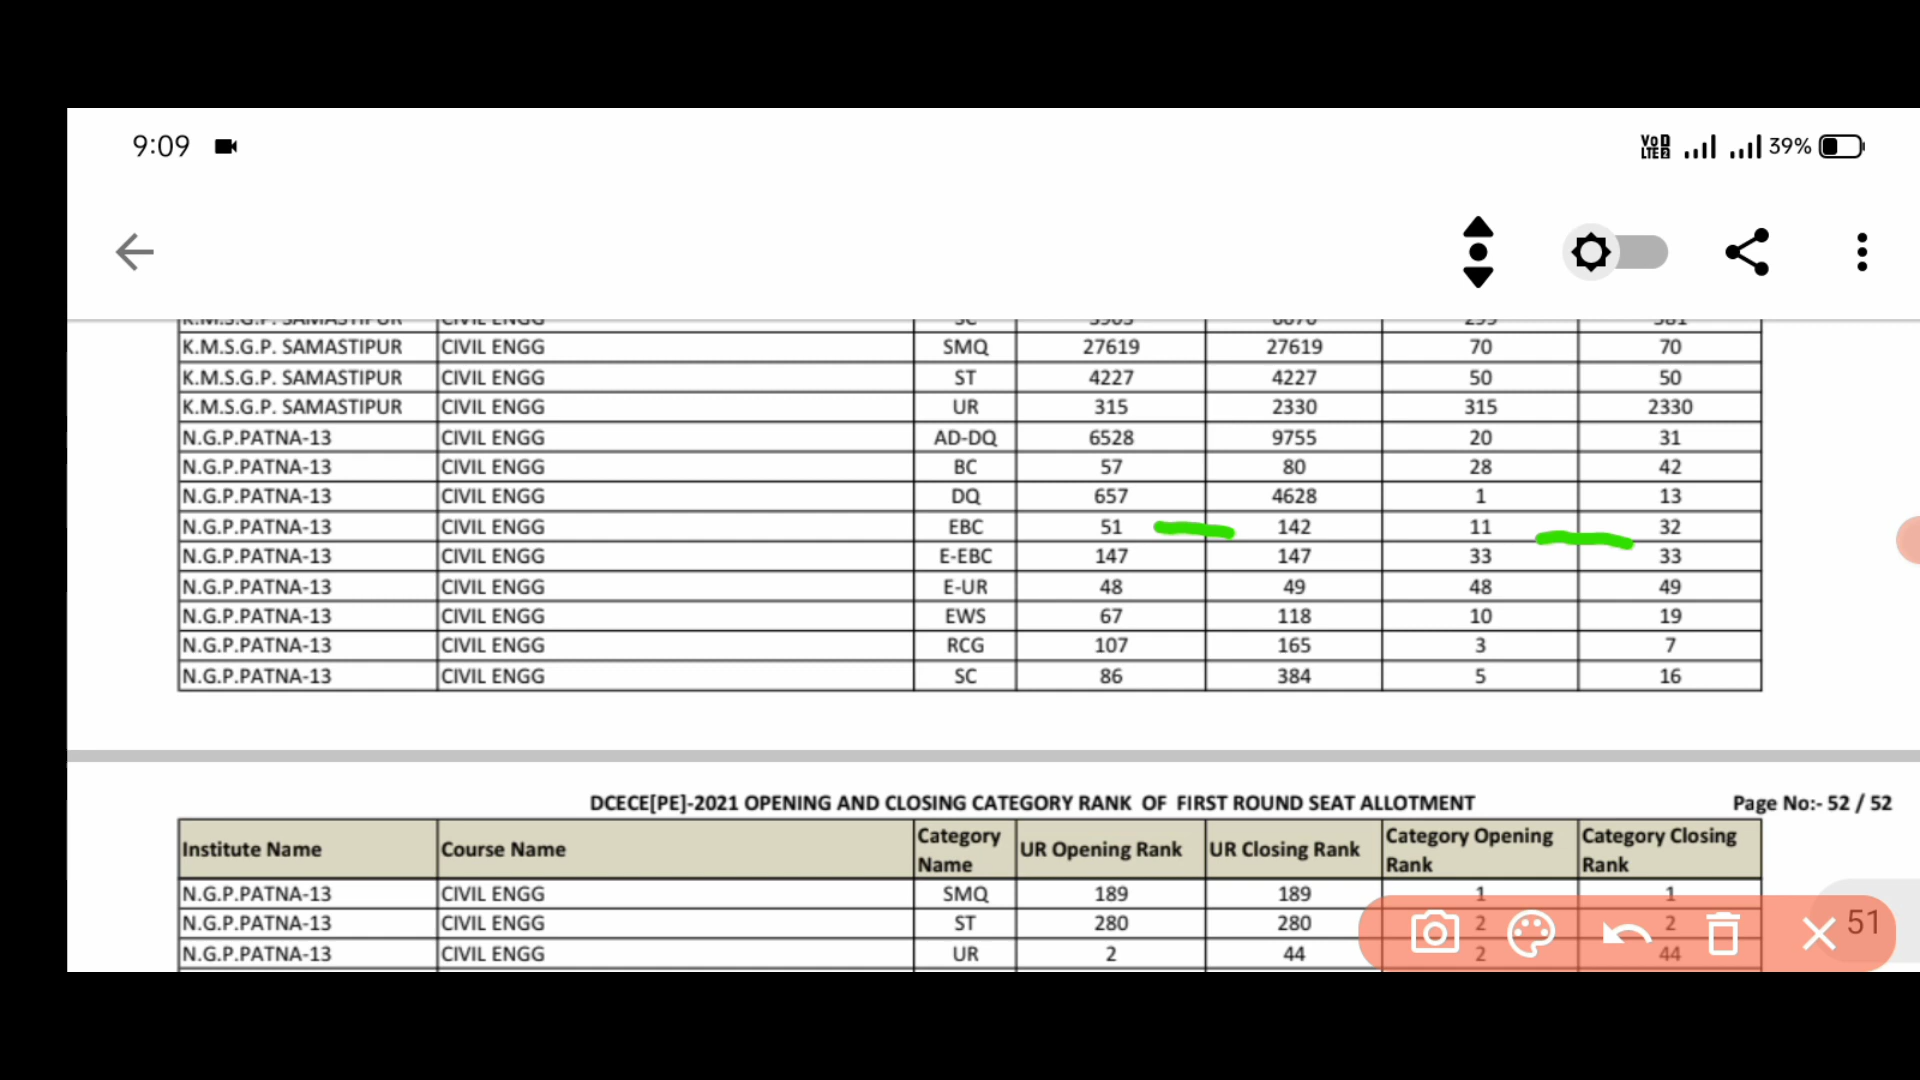 9:09 VoD LTE2 39%
K.M.S.G.P. SAMASTIPUR CIVIL ENGG SC
K.M.S.G.P. SAMASTIPUR CIVIL ENGG SMQ 27619 27619 70 70
K.M.S.G.P. SAMASTIPUR CIVIL ENGG ST 4227 4227 50 50
K.M.S.G.P. SAMASTIPUR CIVIL ENGG UR 315 2330 315 2330
N.G.P.PATNA-13 CIVIL ENGG AD-DQ 6528 9755 20 31
N.G.P.PATNA-13 CIVIL ENGG BC 57 80 28 42
N.G.P.PATNA-13 CIVIL ENGG DQ 657 4628 1 13
N.G.P.PATNA-13 CIVIL ENGG EBC 51 142 11 32
N.G.P.PATNA-13 CIVIL ENGG E-EBC 147 147 33 33
N.G.P.PATNA-13 CIVIL ENGG E-UR 48 49 48 49
N.G.P.PATNA-13 CIVIL ENGG EWS 67 118 10 19
N.G.P.PATNA-13 CIVIL ENGG RCG 107 165 3 7
N.G.P.PATNA-13 CIVIL ENGG SC 86 384 5 16
DCECE[PE]-2021 OPENING AND CLOSING CATEGORY RANK OF FIRST ROUND SEAT ALLOTMENT Page No:- 52 / 52
Institute Name Course Name Category Name UR Opening Rank UR Closing Rank Category Opening Rank Category Closing Rank
N.G.P.PATNA-13 CIVIL ENGG SMQ 189 189 1 1
N.G.P.PATNA-13 CIVIL ENGG ST 280 280 2 2
N.G.P.PATNA-13 CIVIL ENGG UR 2 44 2 44
51